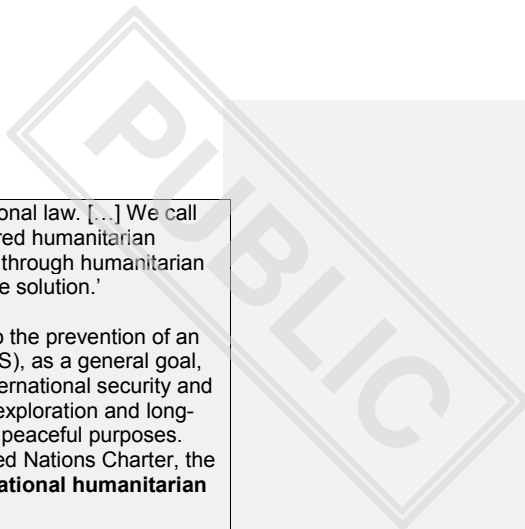 PUBLIC
onal law. […] We call
red humanitarian
through humanitarian
e solution.’
o the prevention of an
S), as a general goal,
ernational security and
exploration and long-
peaceful purposes.
ed Nations Charter, the
ational humanitarian